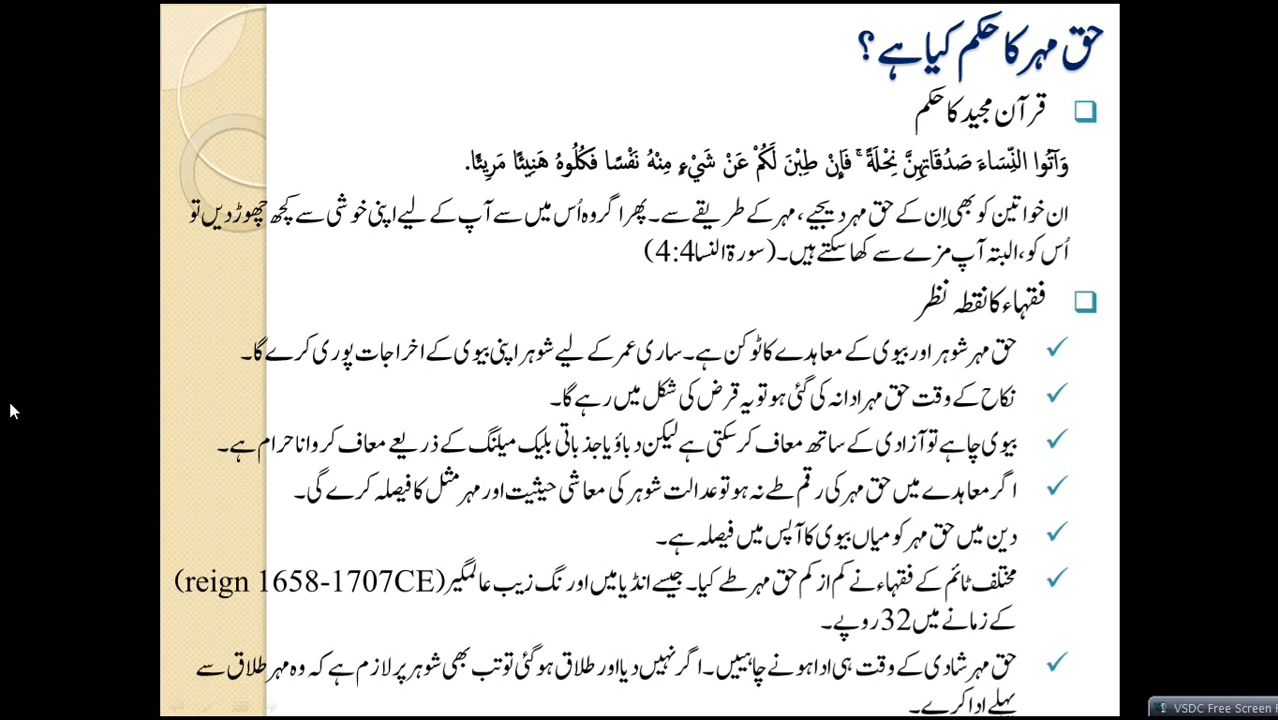 حق مہر کا حکم کیا ہے؟
قرآن مجید کا حکم
وَآتُوا النِّسَاءَ صَدُقَاتِهِنَّ نِحْلَةً ۚ فَإِنْ طِبْنَ لَكُمْ عَنْ شَيْءٍ مِنْهُ نَفْسًا فَكُلُوهُ هَنِيئًا مَرِيئًا.
ان خواتین کو بھی اِن کے حق مہر دیجیے، مہر کے طریقے سے۔ پھر اگر وہ اُس میں سے آپ کے لیے اپنی خوشی سے کچھ چھوڑ دیں تو
اُس کو، البتہ آپ مزے سے کھا سکتے ہیں۔ (سورۃ النسا 4:4)
فقہاء کا نقطہ نظر
حق مہر شوہر اور بیوی کے معاہدے کا ٹوکن ہے۔ ساری عمر کے لیے شوہر اپنی بیوی کے اخراجات پوری کرے گا۔
نکاح کے وقت حق مہر ادا نہ کی گئی ہو تو یہ قرض کی شکل میں رہے گا۔
بیوی چاہے تو آزادی کے ساتھ معاف کر سکتی ہے لیکن دباؤ یا جذباتی بلیک میلنگ کے ذریعے معاف کروانا حرام ہے۔
اگر معاہدے میں حق مہر کی رقم طے نہ ہو تو عدالت شوہر کی معاشی حیثیت اور مہر مثل کا فیصلہ کرے گی۔
دین میں حق مہر کو میاں بیوی کا آپس میں فیصلہ ہے۔
مختلف ٹائم کے فقہاء نے کم از کم حق مہر طے کیا۔ جیسے انڈیا میں اورنگ زیب عالمگیر (reign 1658-1707CE)
کے زمانے میں 32 روپے۔
حق مہر شادی کے وقت ہی ادا ہونے چاہییں۔ اگر نہیں دیا اور طلاق ہو گئی تو تب بھی شوہر پر لازم ہے کہ وہ مہر طلاق سے
پہلے ادا کرے۔
VSDC Free Screen